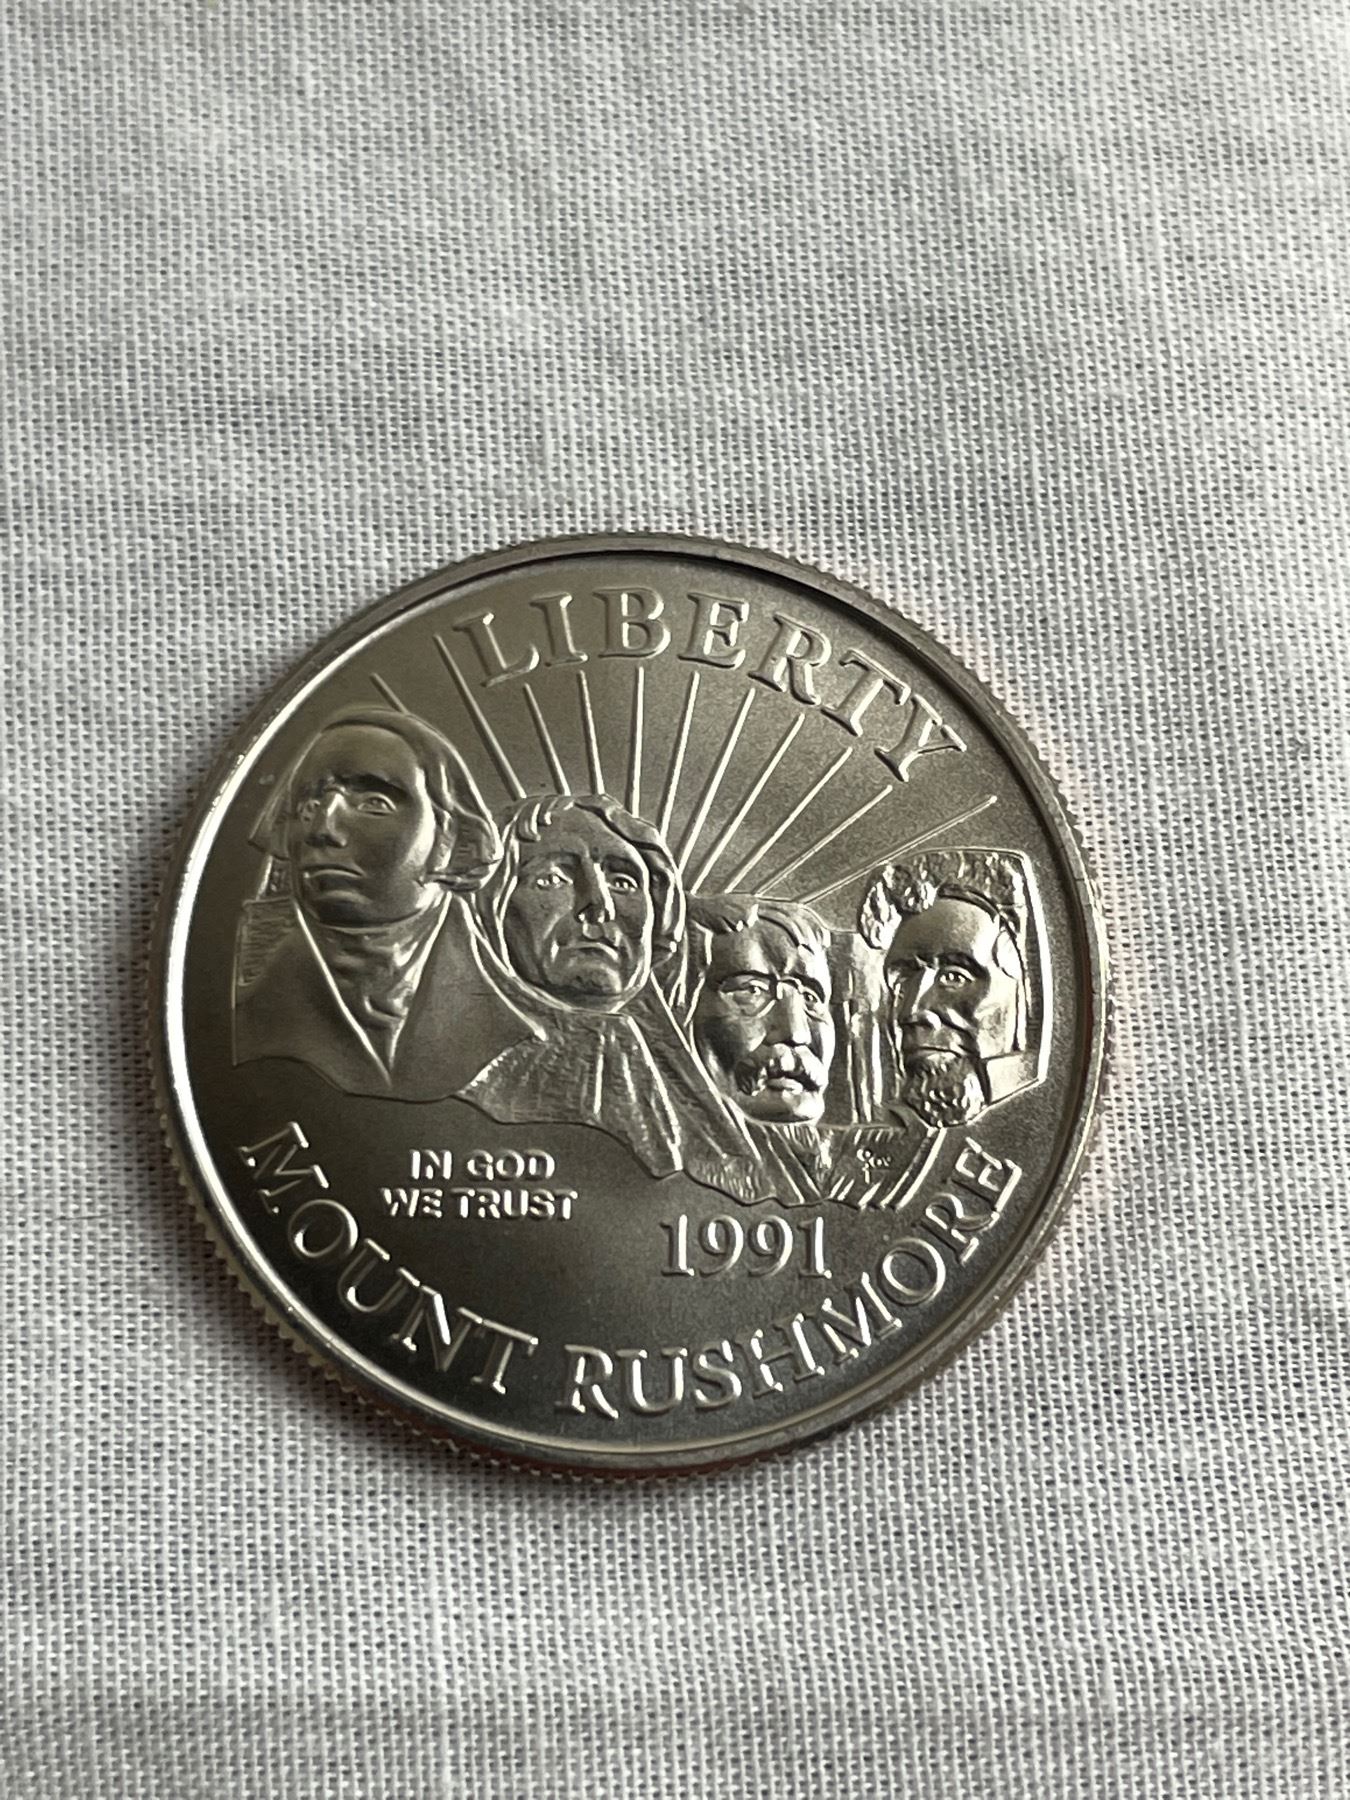 LIBERTY
IN GOD
WE TRUST
1991
MOUNT RUSHMORE